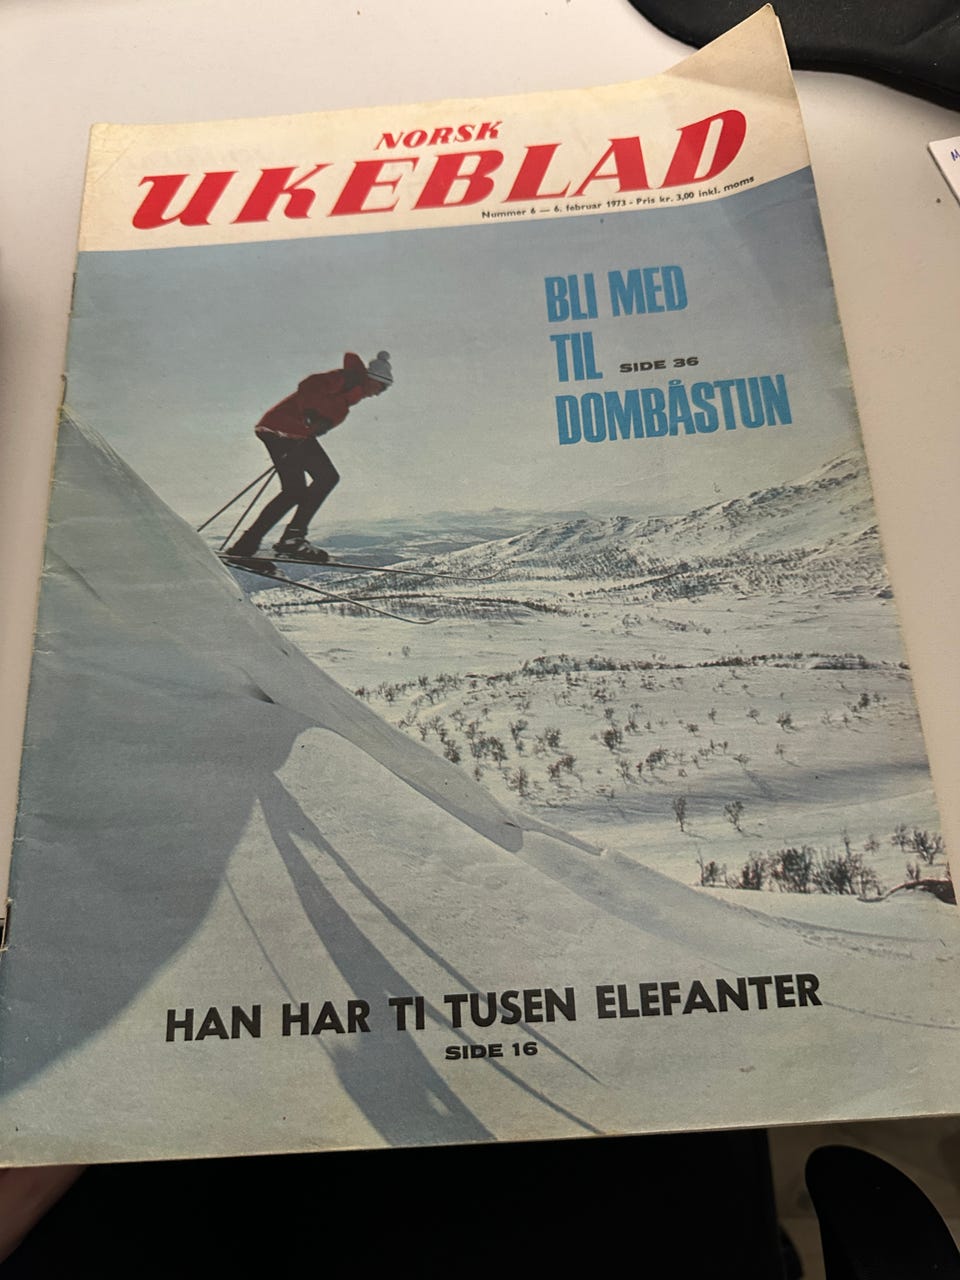 NORSK
UKEBLAD
Nummer 6 — 6. februar 1973 - Pris kr. 3,00 inkl. moms
BLI MED
TIL SIDE 36
DOMBÅSTUN
HAN HAR TI TUSEN ELEFANTER
SIDE 16